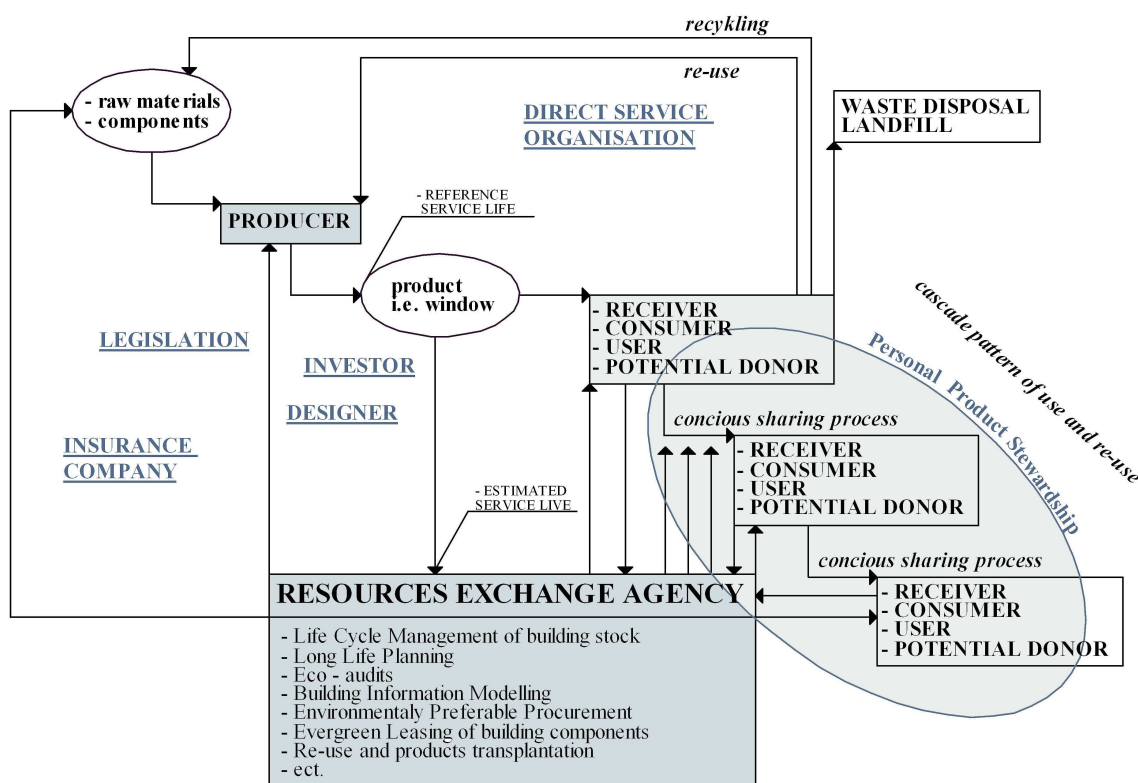 recykling
re-use
- raw materials
- components
DIRECT SERVICE
ORGANISATION
WASTE DISPOSAL
LANDFILL
- REFERENCE
SERVICE LIFE
PRODUCER
product
i.e. window
- RECEIVER
- CONSUMER
- USER
- POTENTIAL DONOR
cascade pattern of use and re-use
Personal Product Stewardship
LEGISLATION
INVESTOR
DESIGNER
INSURANCE
COMPANY
concious sharing process
- RECEIVER
- CONSUMER
- USER
- POTENTIAL DONOR
- ESTIMATED
SERVICE LIVE
concious sharing process
- RECEIVER
- CONSUMER
- USER
- POTENTIAL DONOR
RESOURCES EXCHANGE AGENCY
- Life Cycle Management of building stock
- Long Life Planning
- Eco - audits
- Building Information Modelling
- Environmentaly Preferable Procurement
- Evergreen Leasing of building components
- Re-use and products transplantation
- ect.